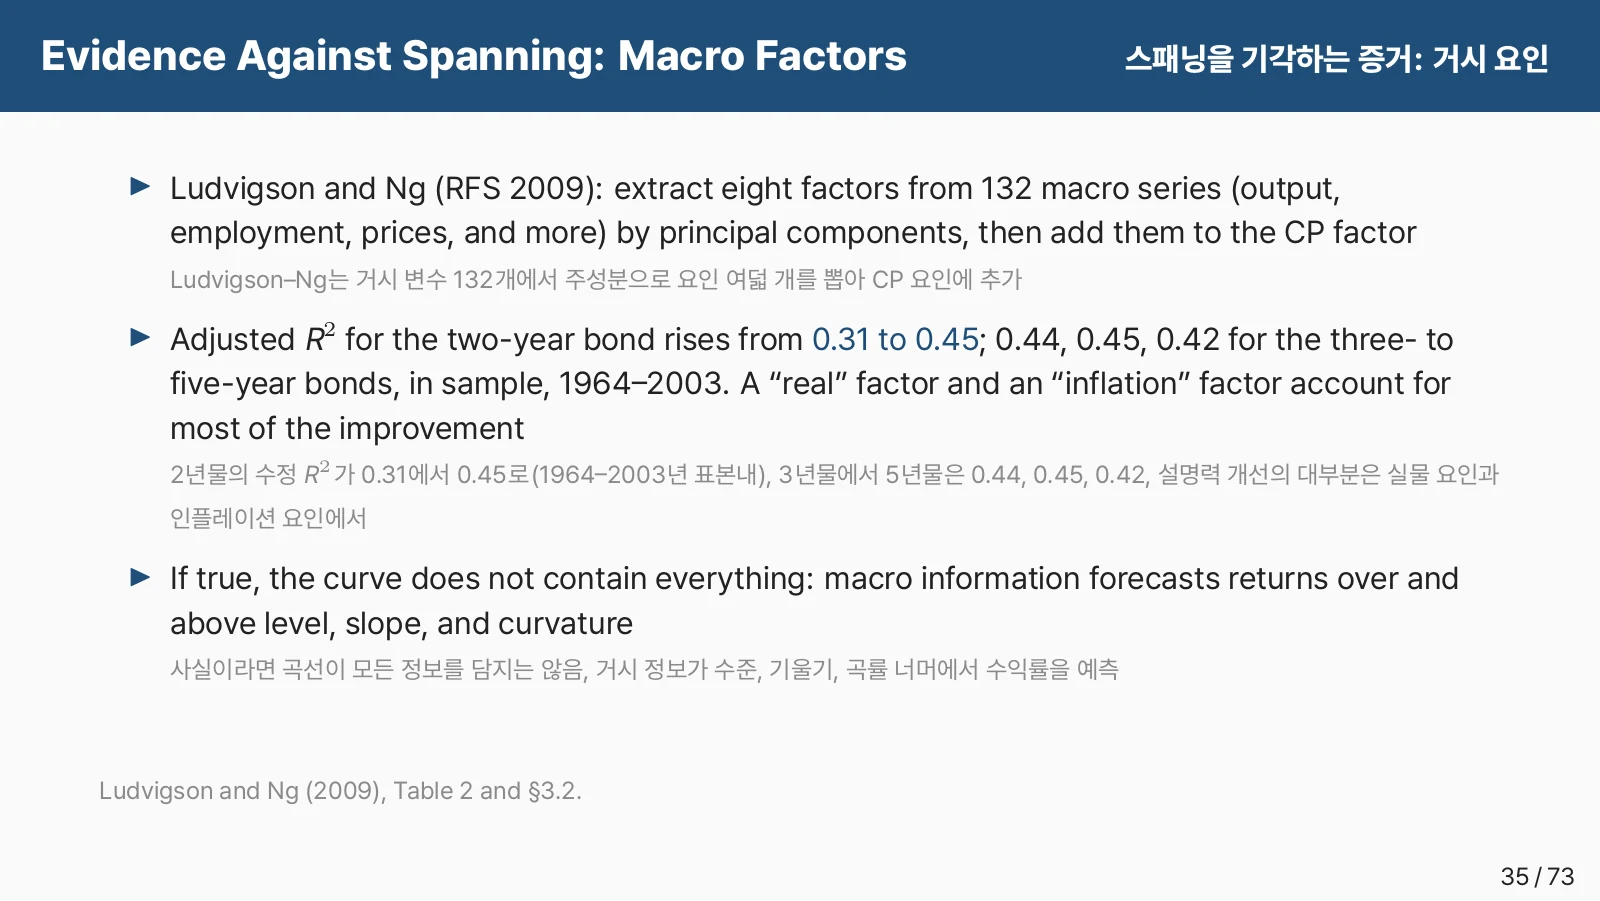 Evidence Against Spanning: Macro Factors
스패닝을 기각하는 증거: 거시 요인
► Ludvigson and Ng (RFS 2009): extract eight factors from 132 macro series (output,
employment, prices, and more) by principal components, then add them to the CP factor
Ludvigson–Ng는 거시 변수 132개에서 주성분으로 요인 여덟 개를 뽑아 CP 요인에 추가
► Adjusted R² for the two-year bond rises from 0.31 to 0.45; 0.44, 0.45, 0.42 for the three- to
five-year bonds, in sample, 1964–2003. A “real” factor and an “inflation” factor account for
most of the improvement
2년물의 수정 R²가 0.31에서 0.45로(1964–2003년 표본내), 3년물에서 5년물은 0.44, 0.45, 0.42, 설명력 개선의 대부분은 실물 요인과
인플레이션 요인에서
► If true, the curve does not contain everything: macro information forecasts returns over and
above level, slope, and curvature
사실이라면 곡선이 모든 정보를 담지는 않음, 거시 정보가 수준, 기울기, 곡률 너머에서 수익률을 예측
Ludvigson and Ng (2009), Table 2 and §3.2.
35 / 73